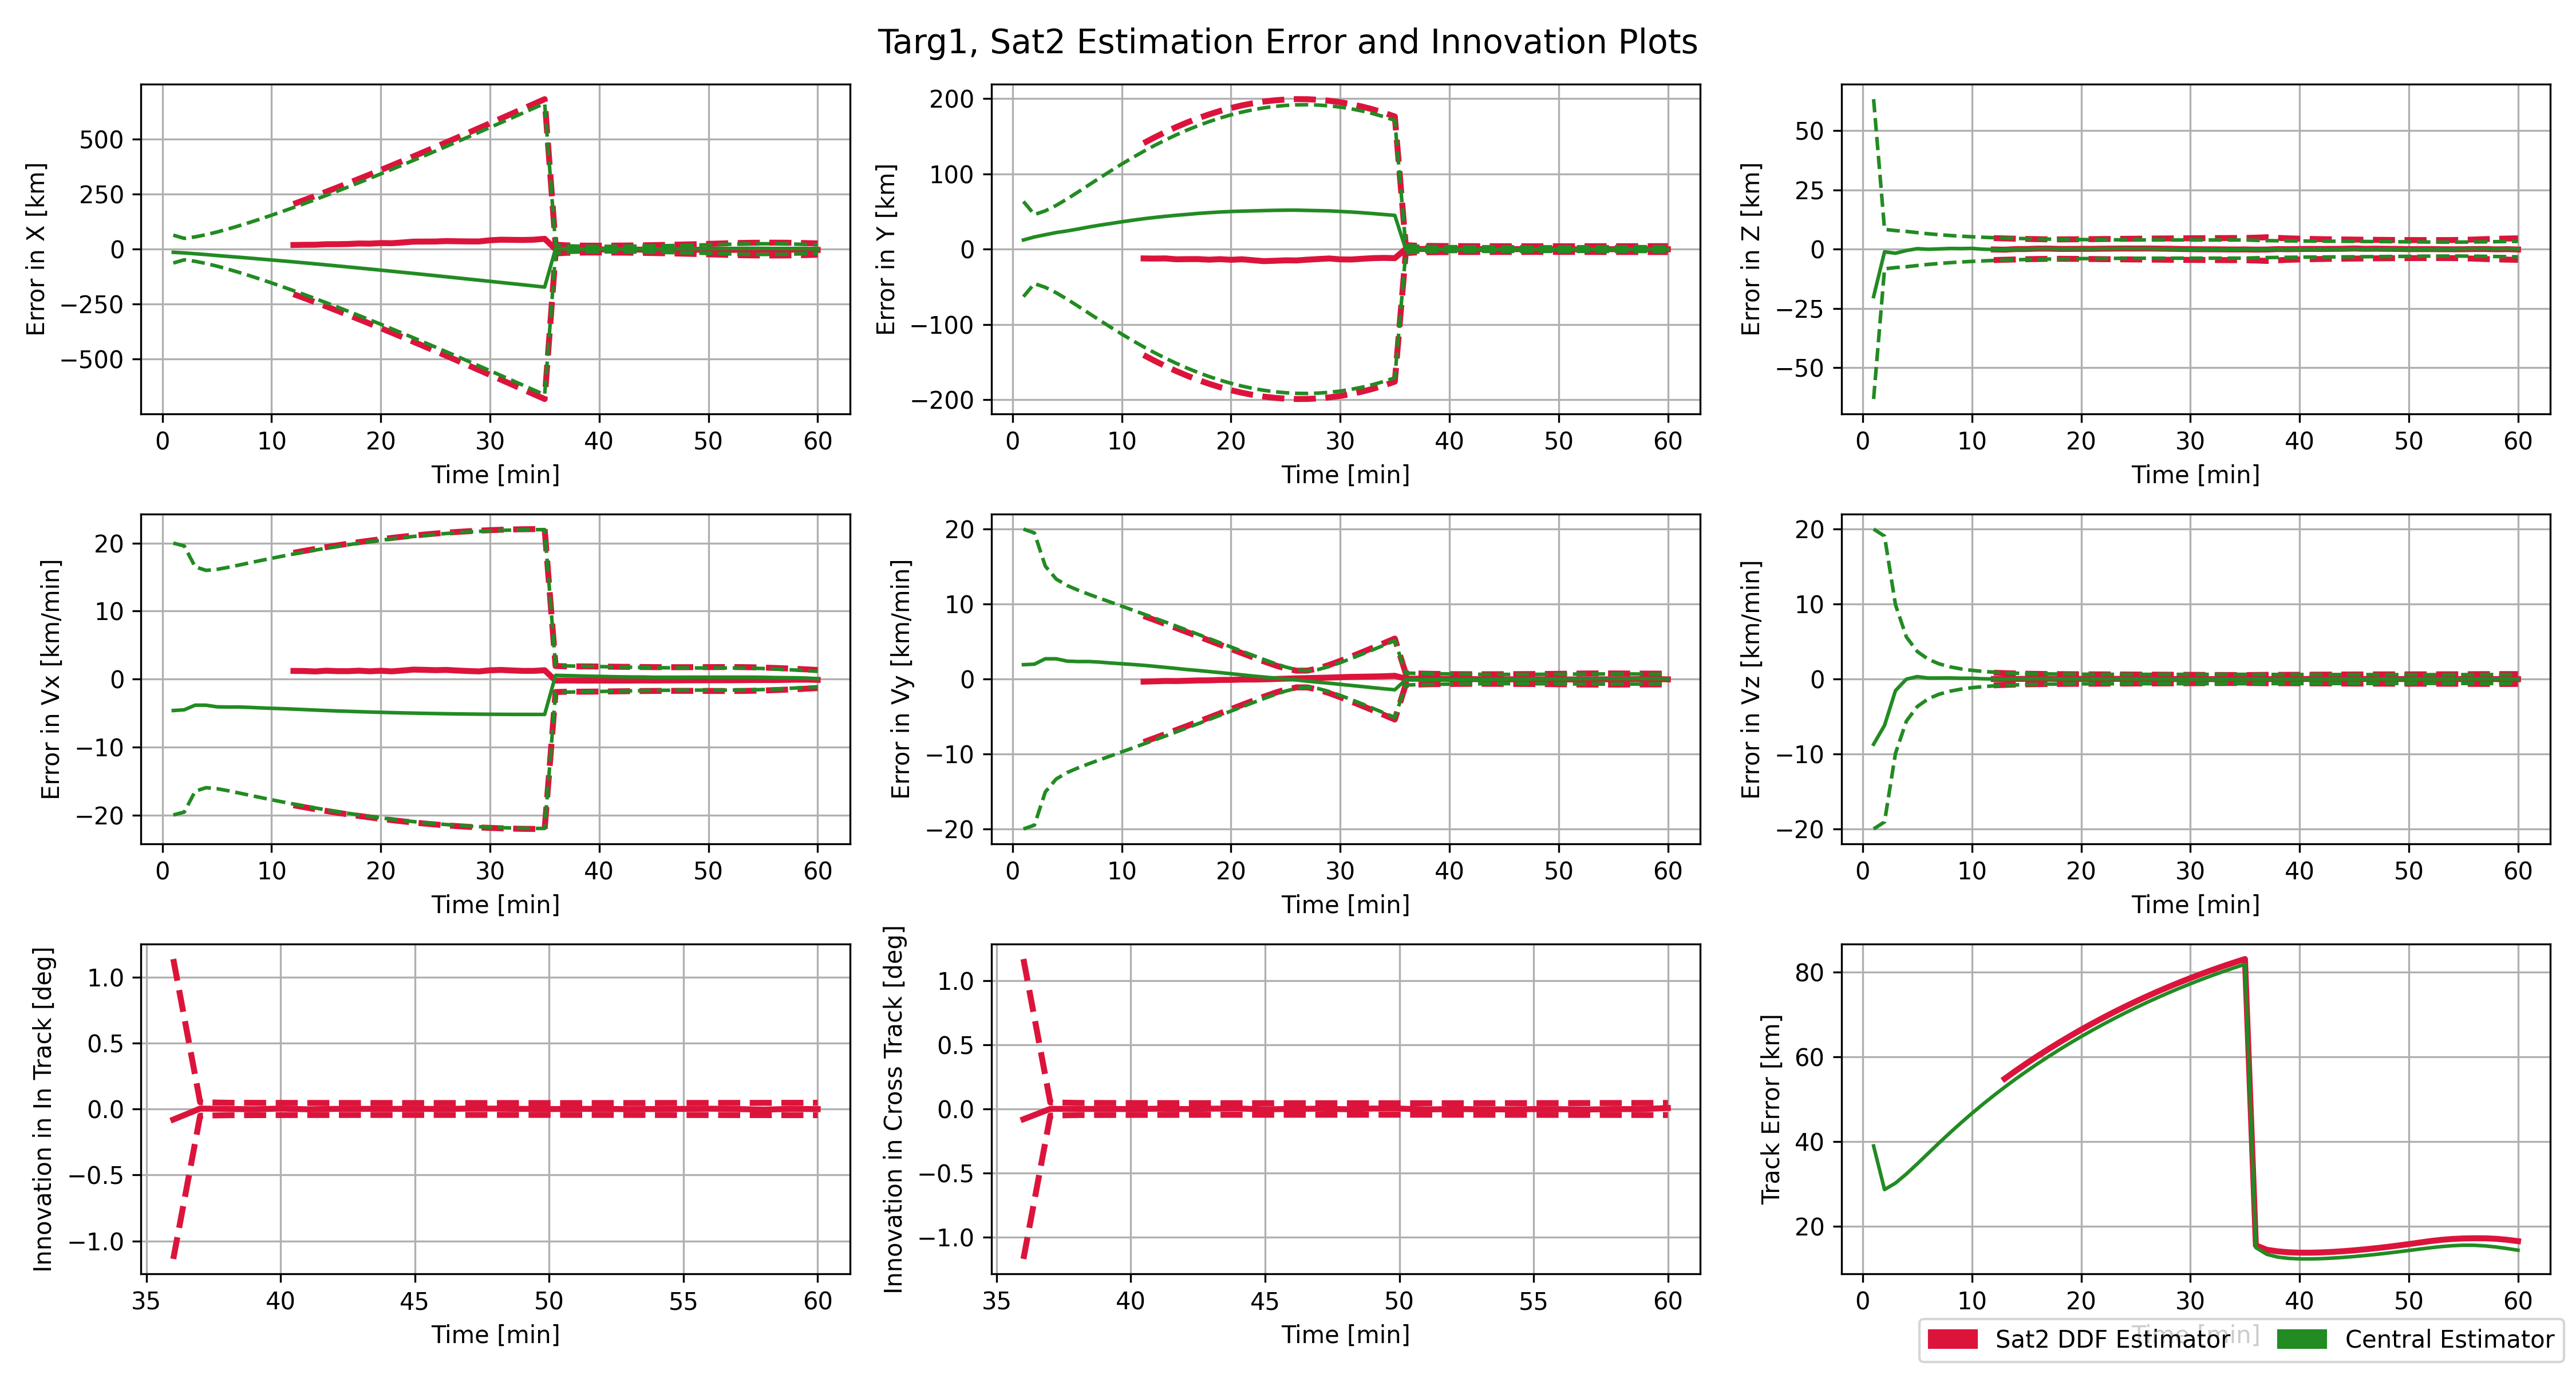 Targ1, Sat2 Estimation Error and Innovation Plots
Error in X [km]
500
250
0
−250
−500
0 10 20 30 40 50 60
Time [min]
Error in Y [km]
200
100
0
−100
−200
0 10 20 30 40 50 60
Time [min]
Error in Z [km]
50
25
0
−25
−50
0 10 20 30 40 50 60
Time [min]
Error in Vx [km/min]
20
10
0
−10
−20
0 10 20 30 40 50 60
Time [min]
Error in Vy [km/min]
20
10
0
−10
−20
0 10 20 30 40 50 60
Time [min]
Error in Vz [km/min]
20
10
0
−10
−20
0 10 20 30 40 50 60
Time [min]
Innovation in In Track [deg]
1.0
0.5
0.0
−0.5
−1.0
35 40 45 50 55 60
Time [min]
Innovation in Cross Track [deg]
1.0
0.5
0.0
−0.5
−1.0
35 40 45 50 55 60
Time [min]
Track Error [km]
80
60
40
20
0 10 20 30 40 50 60
Time [min]
Sat2 DDF Estimator Central Estimator